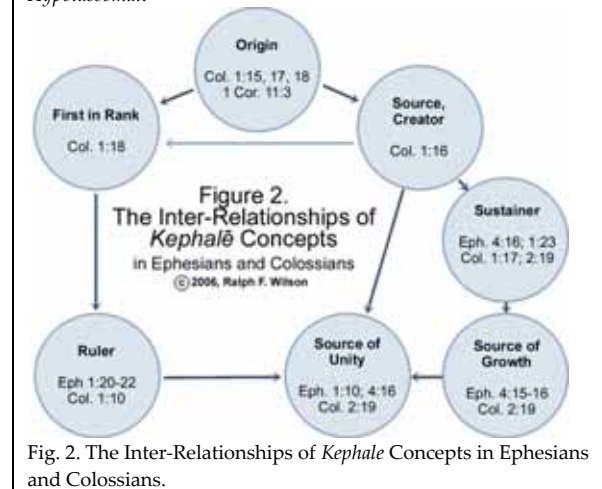 Origin
Col. 1:15, 17, 18
1 Cor. 11:3
First in Rank
Col. 1:18
Source,
Creator
Col. 1:16
Figure 2.
The Inter-Relationships of
Kephalē Concepts
in Ephesians and Colossians
©2006, Ralph F. Wilson
Sustainer
Eph. 4:16; 1:23
Col. 1:17; 2:19
Ruler
Eph 1:20-22
Col. 1:10
Source of
Unity
Eph. 1:10; 4:16
Col. 2:19
Source of
Growth
Eph. 4:15-16
Col. 2:19
Fig. 2. The Inter-Relationships of Kephale Concepts in Ephesians
and Colossians.